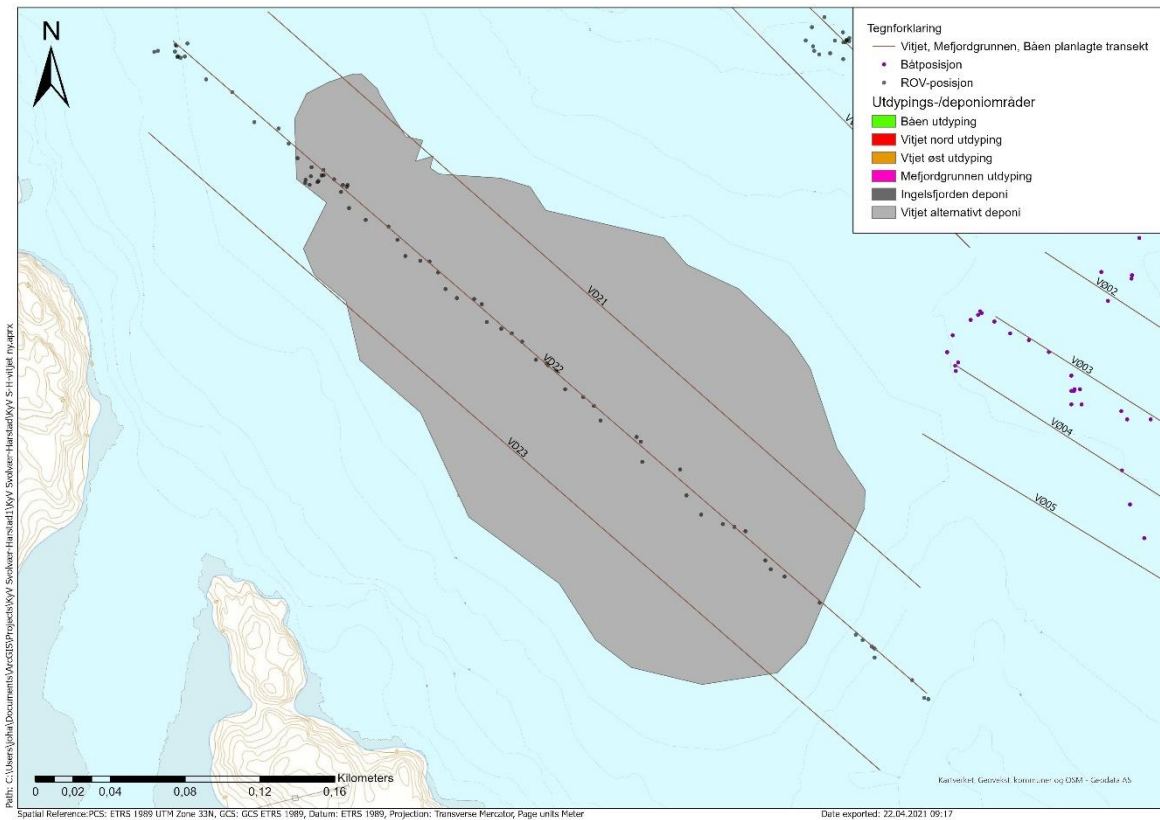 N
Tegnforklaring
Vitjet, Mefjordgrunnen, Båen planlagte transekt
Båtposisjon
ROV-posisjon
Utdypings-/deponiområder
Båen utdyping
Vitjet nord utdyping
Vtjet øst utdyping
Mefjordgrunnen utdyping
Ingelsfjorden deponi
Vitjet alternativt deponi
VØ02
VD21
VØ03
VD22
VØ04
VD23
VØ05
Kilometers
0 0,02 0,04 0,08 0,12 0,16
Kartverket, Geovekst, kommuner og OSM - Geodata AS
Path: C:\Users\joha\Documents\ArcGIS\Projects\KyV Svolvær-Harstad1\KyV Svolvær-Harstad\KyV S-H-vitjet ny.aprx
Spatial Reference:PCS: ETRS 1989 UTM Zone 33N, GCS: GCS ETRS 1989, Datum: ETRS 1989, Projection: Transverse Mercator, Page units Meter
Date exported: 22.04.2021 09:17